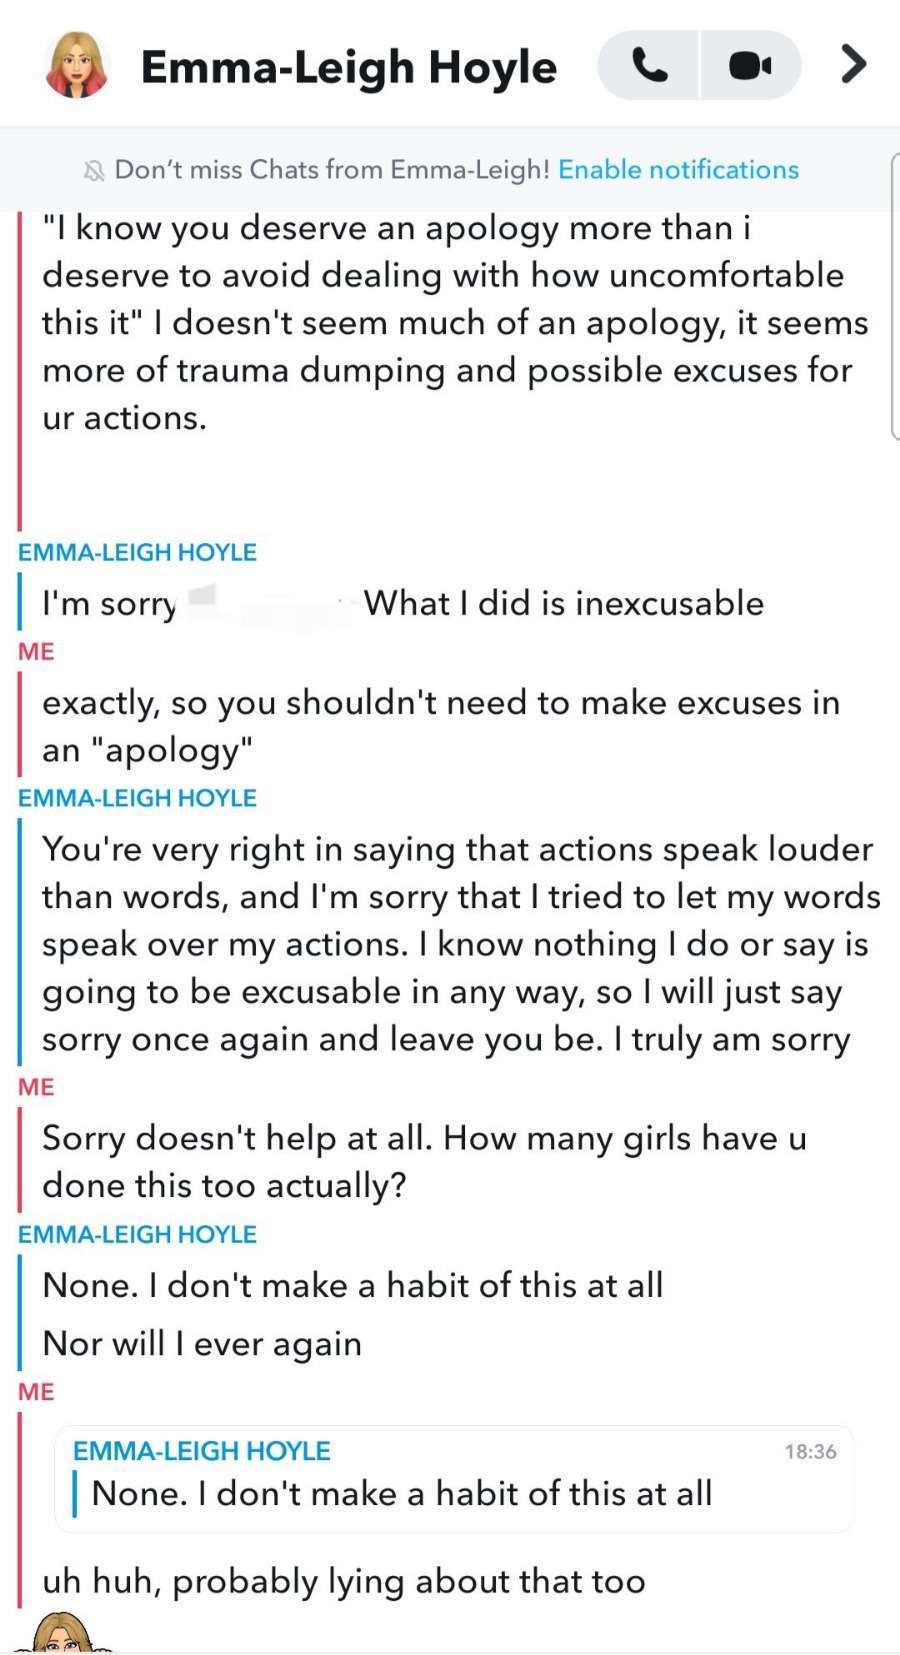 Emma-Leigh Hoyle
Don't miss Chats from Emma-Leigh! Enable notifications
"I know you deserve an apology more than i
deserve to avoid dealing with how uncomfortable
this it" I doesn't seem much of an apology, it seems
more of trauma dumping and possible excuses for
ur actions.
EMMA-LEIGH HOYLE
I'm sorry What I did is inexcusable
ME
exactly, so you shouldn't need to make excuses in
an "apology"
EMMA-LEIGH HOYLE
You're very right in saying that actions speak louder
than words, and I'm sorry that I tried to let my words
speak over my actions. I know nothing I do or say is
going to be excusable in any way, so I will just say
sorry once again and leave you be. I truly am sorry
ME
Sorry doesn't help at all. How many girls have u
done this too actually?
EMMA-LEIGH HOYLE
None. I don't make a habit of this at all
Nor will I ever again
ME
EMMA-LEIGH HOYLE 18:36
None. I don't make a habit of this at all
uh huh, probably lying about that too